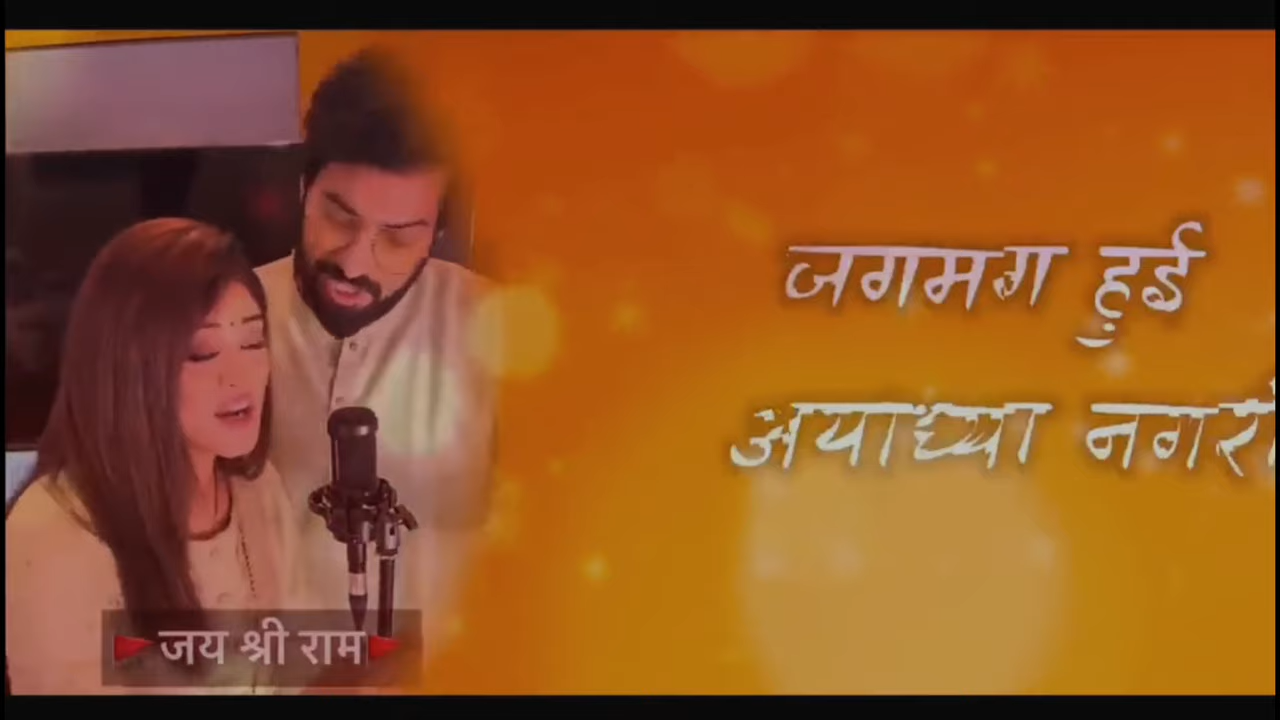 जगमग हुई
अयाध्या नगरी
जय श्री राम